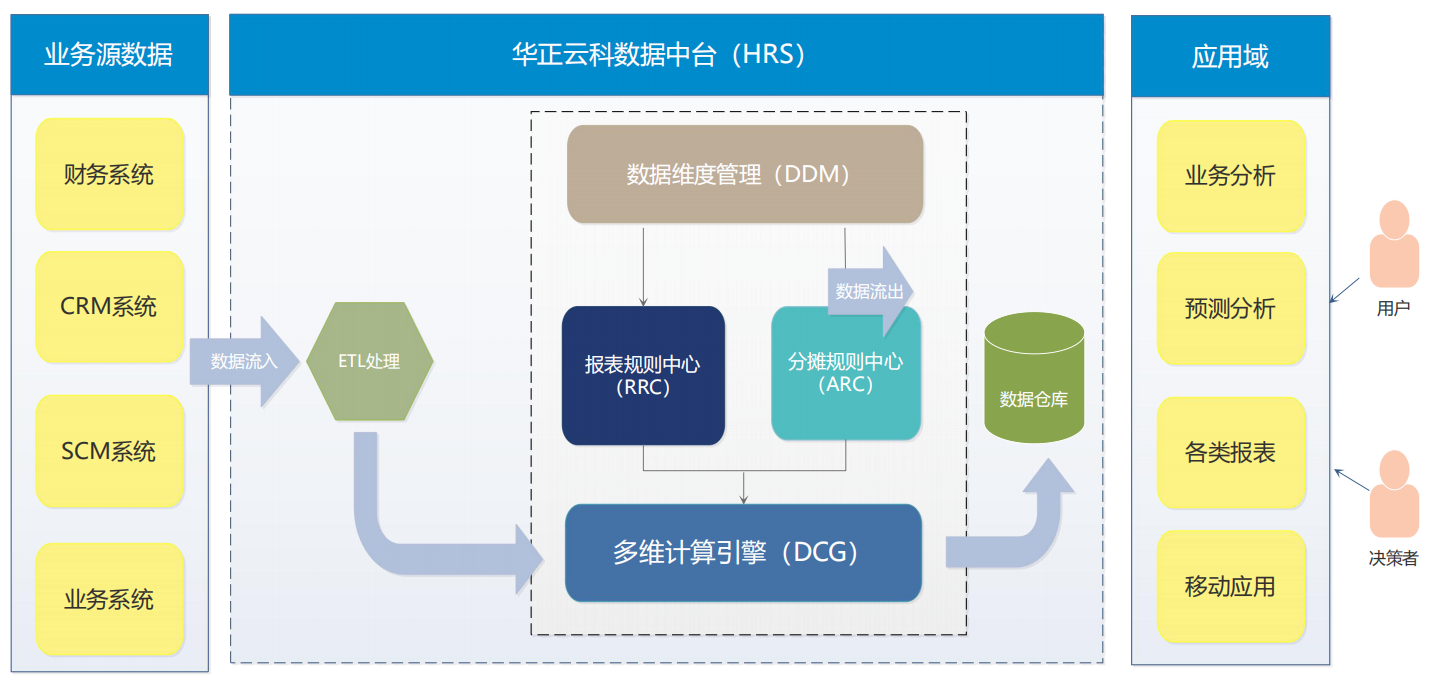 业务源数据
财务系统
CRM系统
SCM系统
业务系统
数据流入
华正云科数据中台（HRS）
ETL处理
数据维度管理（DDM）
数据流出
报表规则中心
（RRC）
分摊规则中心
（ARC）
多维计算引擎（DCG）
数据仓库
应用域
业务分析
预测分析
各类报表
移动应用
用户
决策者